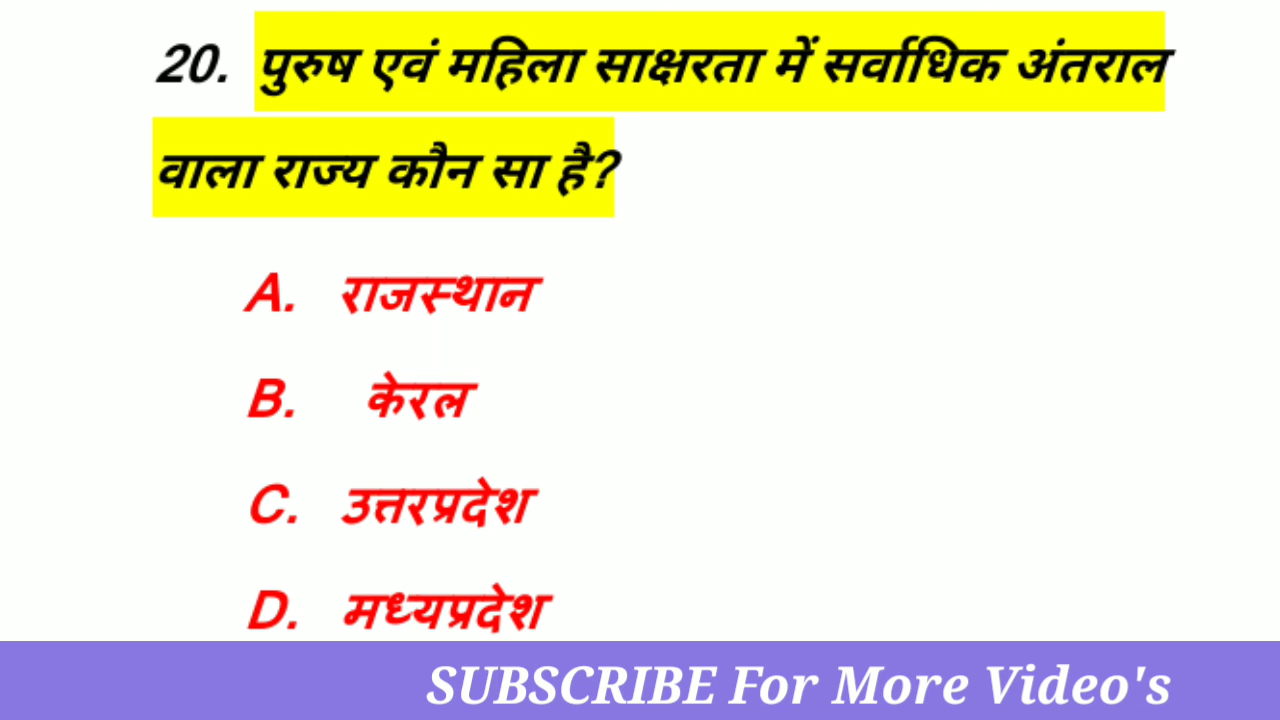 20. पुरुष एवं महिला साक्षरता में सर्वाधिक अंतराल
वाला राज्य कौन सा है?
A. राजस्थान
B. केरल
C. उत्तरप्रदेश
D. मध्यप्रदेश
SUBSCRIBE For More Video's